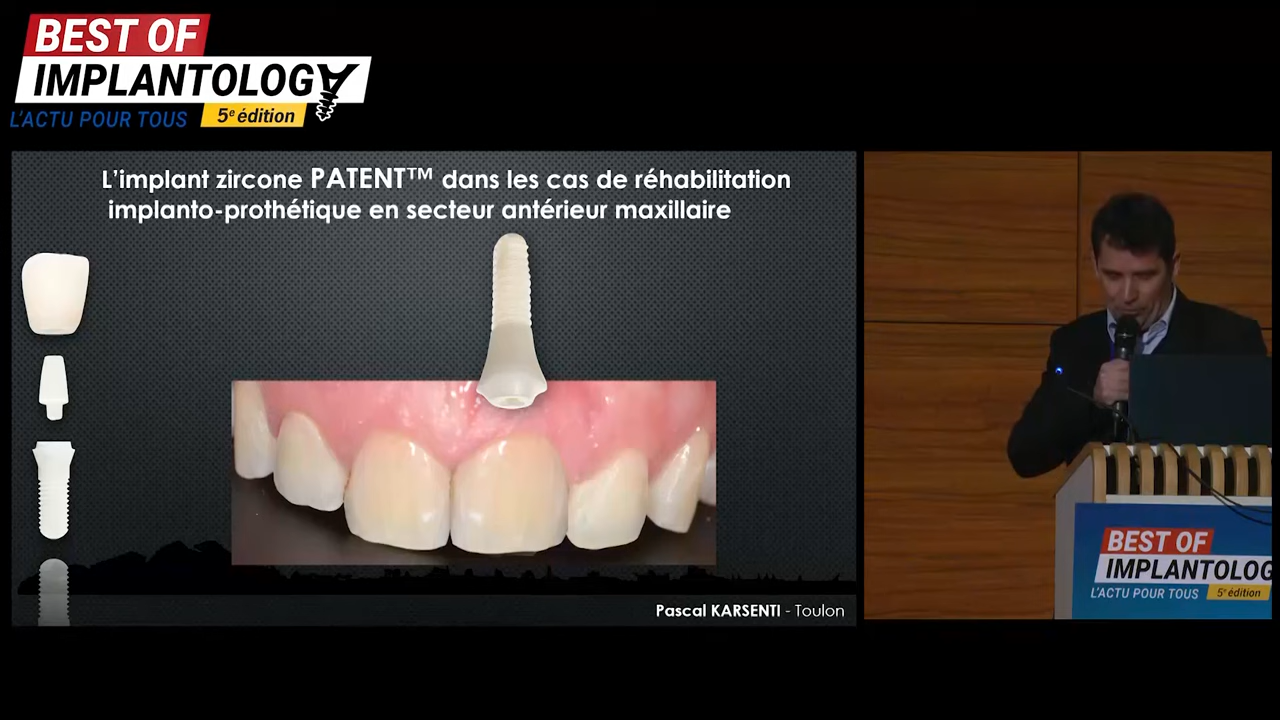 BEST OF
IMPLANTOLOGY
L'ACTU POUR TOUS
5e édition
L'implant zircone PATENT™ dans les cas de réhabilitation
implanto-prothétique en secteur antérieur maxillaire
Pascal KARSENTI - Toulon
BEST OF
IMPLANTOLOG
L'ACTU POUR TOUS
5e édition